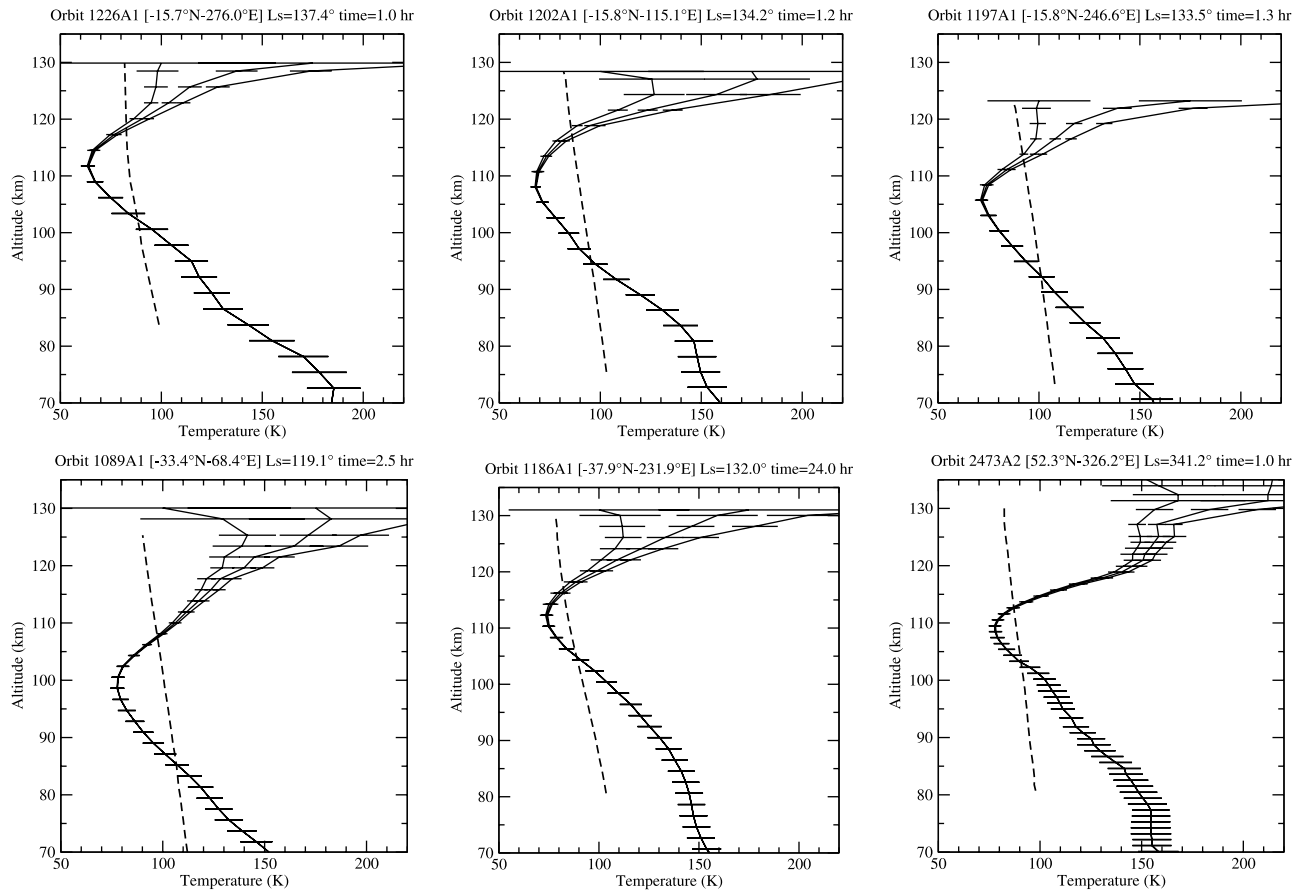 Orbit 1226A1 [-15.7°N-276.0°E] Ls=137.4° time=1.0 hr
130
120
110
100
90
80
70
Altitude (km)
50 100 150 200
Temperature (K)
Orbit 1202A1 [-15.8°N-115.1°E] Ls=134.2° time=1.2 hr
130
120
110
100
90
80
70
Altitude (km)
50 100 150 200
Temperature (K)
Orbit 1197A1 [-15.8°N-246.6°E] Ls=133.5° time=1.3 hr
130
120
110
100
90
80
70
Altitude (km)
50 100 150 200
Temperature (K)
Orbit 1089A1 [-33.4°N-68.4°E] Ls=119.1° time=2.5 hr
130
120
110
100
90
80
70
Altitude (km)
50 100 150 200
Temperature (K)
Orbit 1186A1 [-37.9°N-231.9°E] Ls=132.0° time=24.0 hr
130
120
110
100
90
80
70
Altitude (km)
50 100 150 200
Temperature (K)
Orbit 2473A2 [52.3°N-326.2°E] Ls=341.2° time=1.0 hr
130
120
110
100
90
80
70
Altitude (km)
50 100 150 200
Temperature (K)